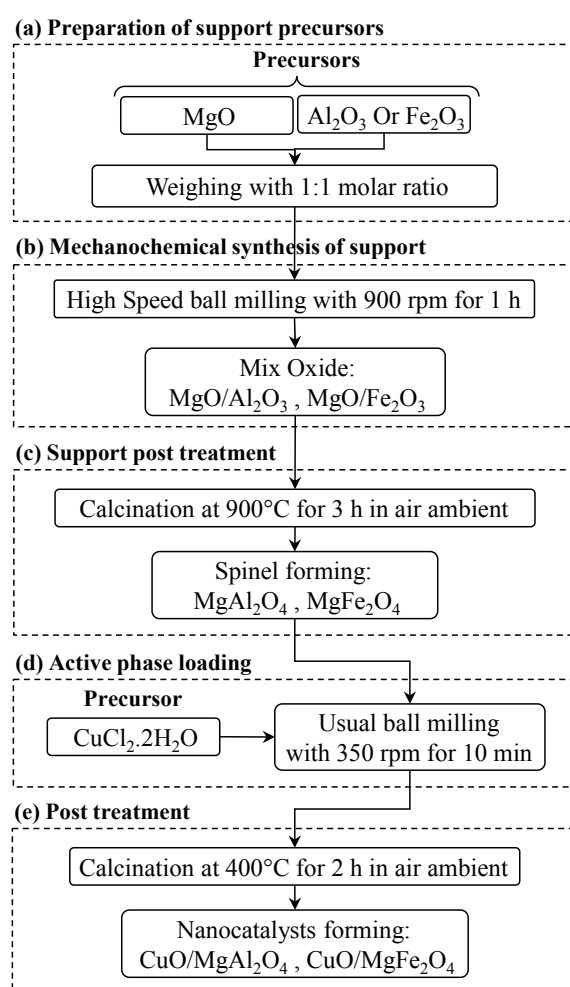 (a) Preparation of support precursors
Precursors
MgO
Al₂O₃ Or Fe₂O₃
Weighing with 1:1 molar ratio
(b) Mechanochemical synthesis of support
High Speed ball milling with 900 rpm for 1 h
Mix Oxide:
MgO/Al₂O₃ , MgO/Fe₂O₃
(c) Support post treatment
Calcination at 900°C for 3 h in air ambient
Spinel forming:
MgAl₂O₄ , MgFe₂O₄
(d) Active phase loading
Precursor
CuCl₂.2H₂O
Usual ball milling
with 350 rpm for 10 min
(e) Post treatment
Calcination at 400°C for 2 h in air ambient
Nanocatalysts forming:
CuO/MgAl₂O₄ , CuO/MgFe₂O₄